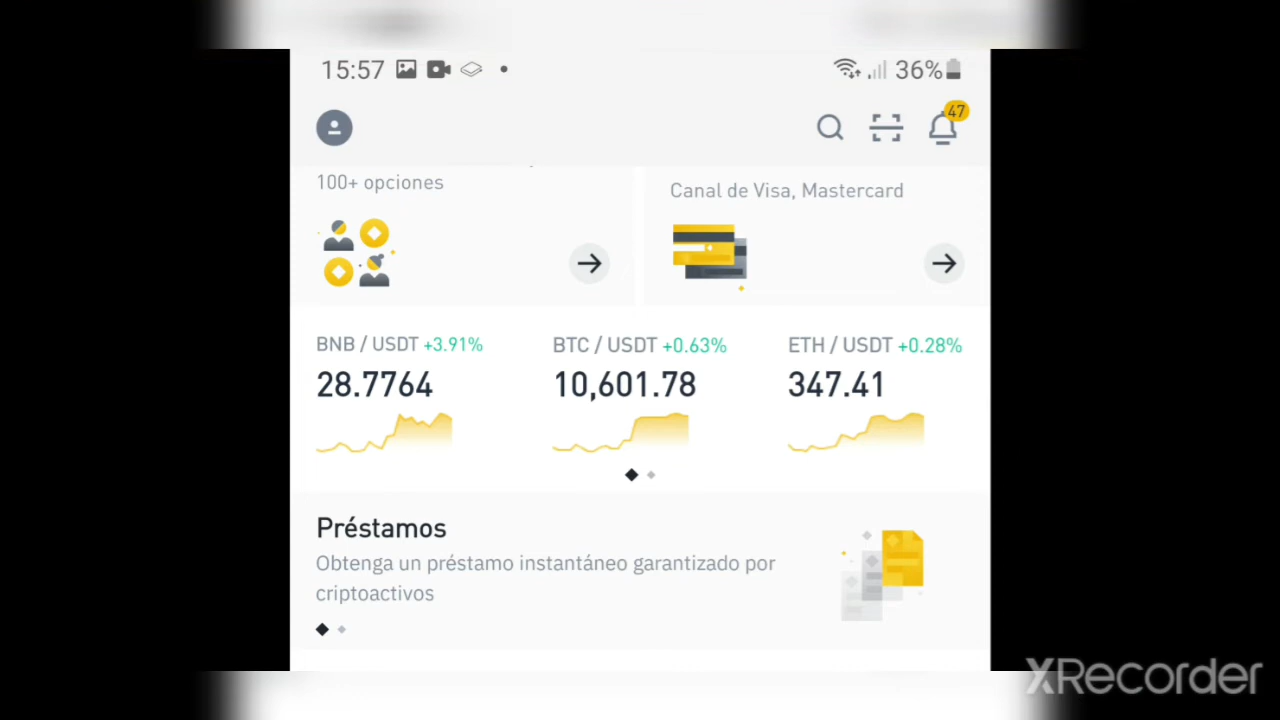 15:57
36%
47
100+ opciones
Canal de Visa, Mastercard
BNB / USDT +3.91%
28.7764
BTC / USDT +0.63%
10,601.78
ETH / USDT +0.28%
347.41
Préstamos
Obtenga un préstamo instantáneo garantizado por
criptoactivos
XRecorder